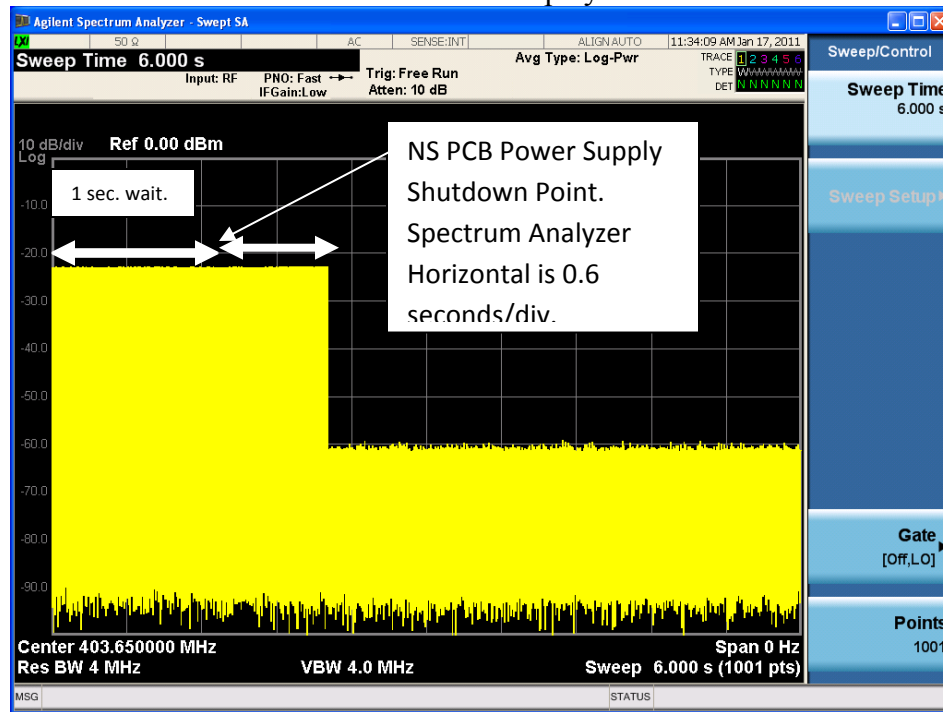 Agilent Spectrum Analyzer - Swept SA
LXI 50 Ω AC SENSE:INT ALIGN AUTO 11:34:09 AM Jan 17, 2011
Sweep/Control
Sweep Time 6.000 s
Input: RF
PNO: Fast
IFGain:Low
Trig: Free Run
Atten: 10 dB
Avg Type: Log-Pwr
TRACE 1 2 3 4 5 6
TYPE
DET N N N N N N
Sweep Time
6.000 s
10 dB/div Ref 0.00 dBm
Log
1 sec. wait.
NS PCB Power Supply
Shutdown Point.
Spectrum Analyzer
Horizontal is 0.6
seconds/div.
Sweep Setup
-10.0
-20.0
-30.0
-40.0
-50.0
-60.0
-70.0
-80.0
-90.0
Gate
[Off,LO]
Points
1001
Center 403.650000 MHz Span 0 Hz
Res BW 4 MHz VBW 4.0 MHz Sweep 6.000 s (1001 pts)
MSG STATUS